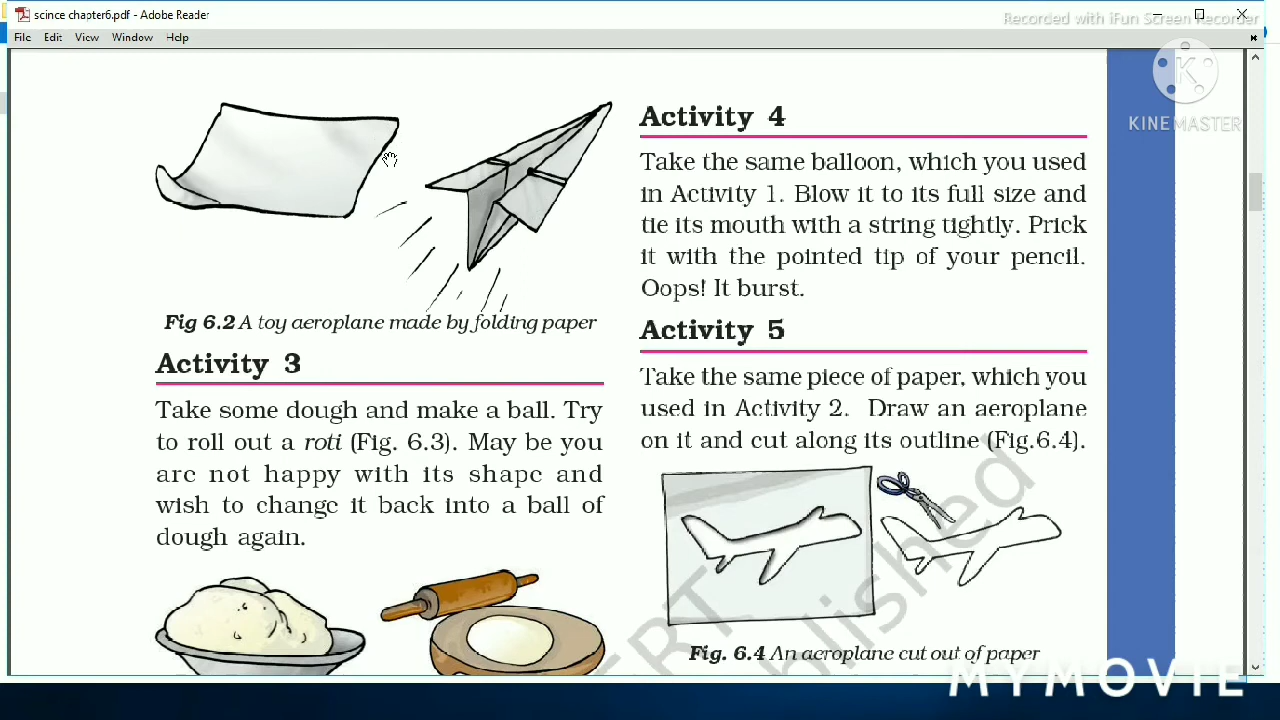 scince chapter6.pdf - Adobe Reader
Recorded with iFun Screen Recorder
File Edit View Window Help
K
KINEMASTER
Fig 6.2 A toy aeroplane made by folding paper
Activity 3
Take some dough and make a ball. Try
to roll out a roti (Fig. 6.3). May be you
are not happy with its shape and
wish to change it back into a ball of
dough again.
Activity 4
Take the same balloon, which you used
in Activity 1. Blow it to its full size and
tie its mouth with a string tightly. Prick
it with the pointed tip of your pencil.
Oops! It burst.
Activity 5
Take the same piece of paper, which you
used in Activity 2. Draw an aeroplane
on it and cut along its outline (Fig.6.4).
Fig. 6.4 An aeroplane cut out of paper
MYMOVIE